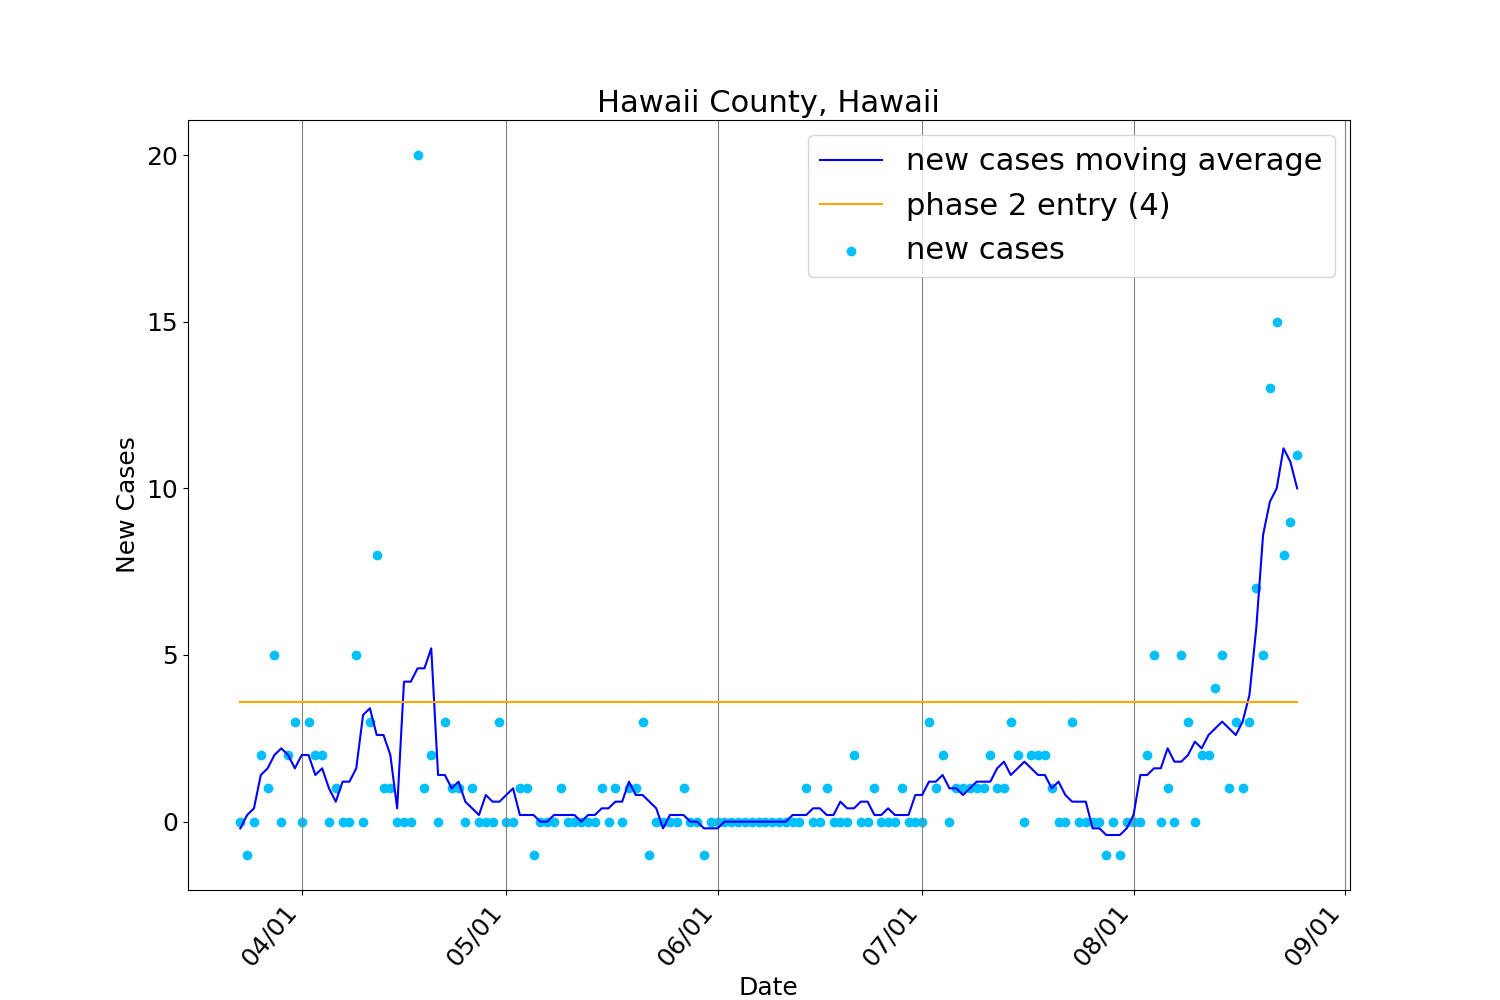 Hawaii County, Hawaii
new cases moving average
phase 2 entry (4)
new cases
20
15
10
5
0
New Cases
04/01
05/01
06/01
07/01
08/01
09/01
Date